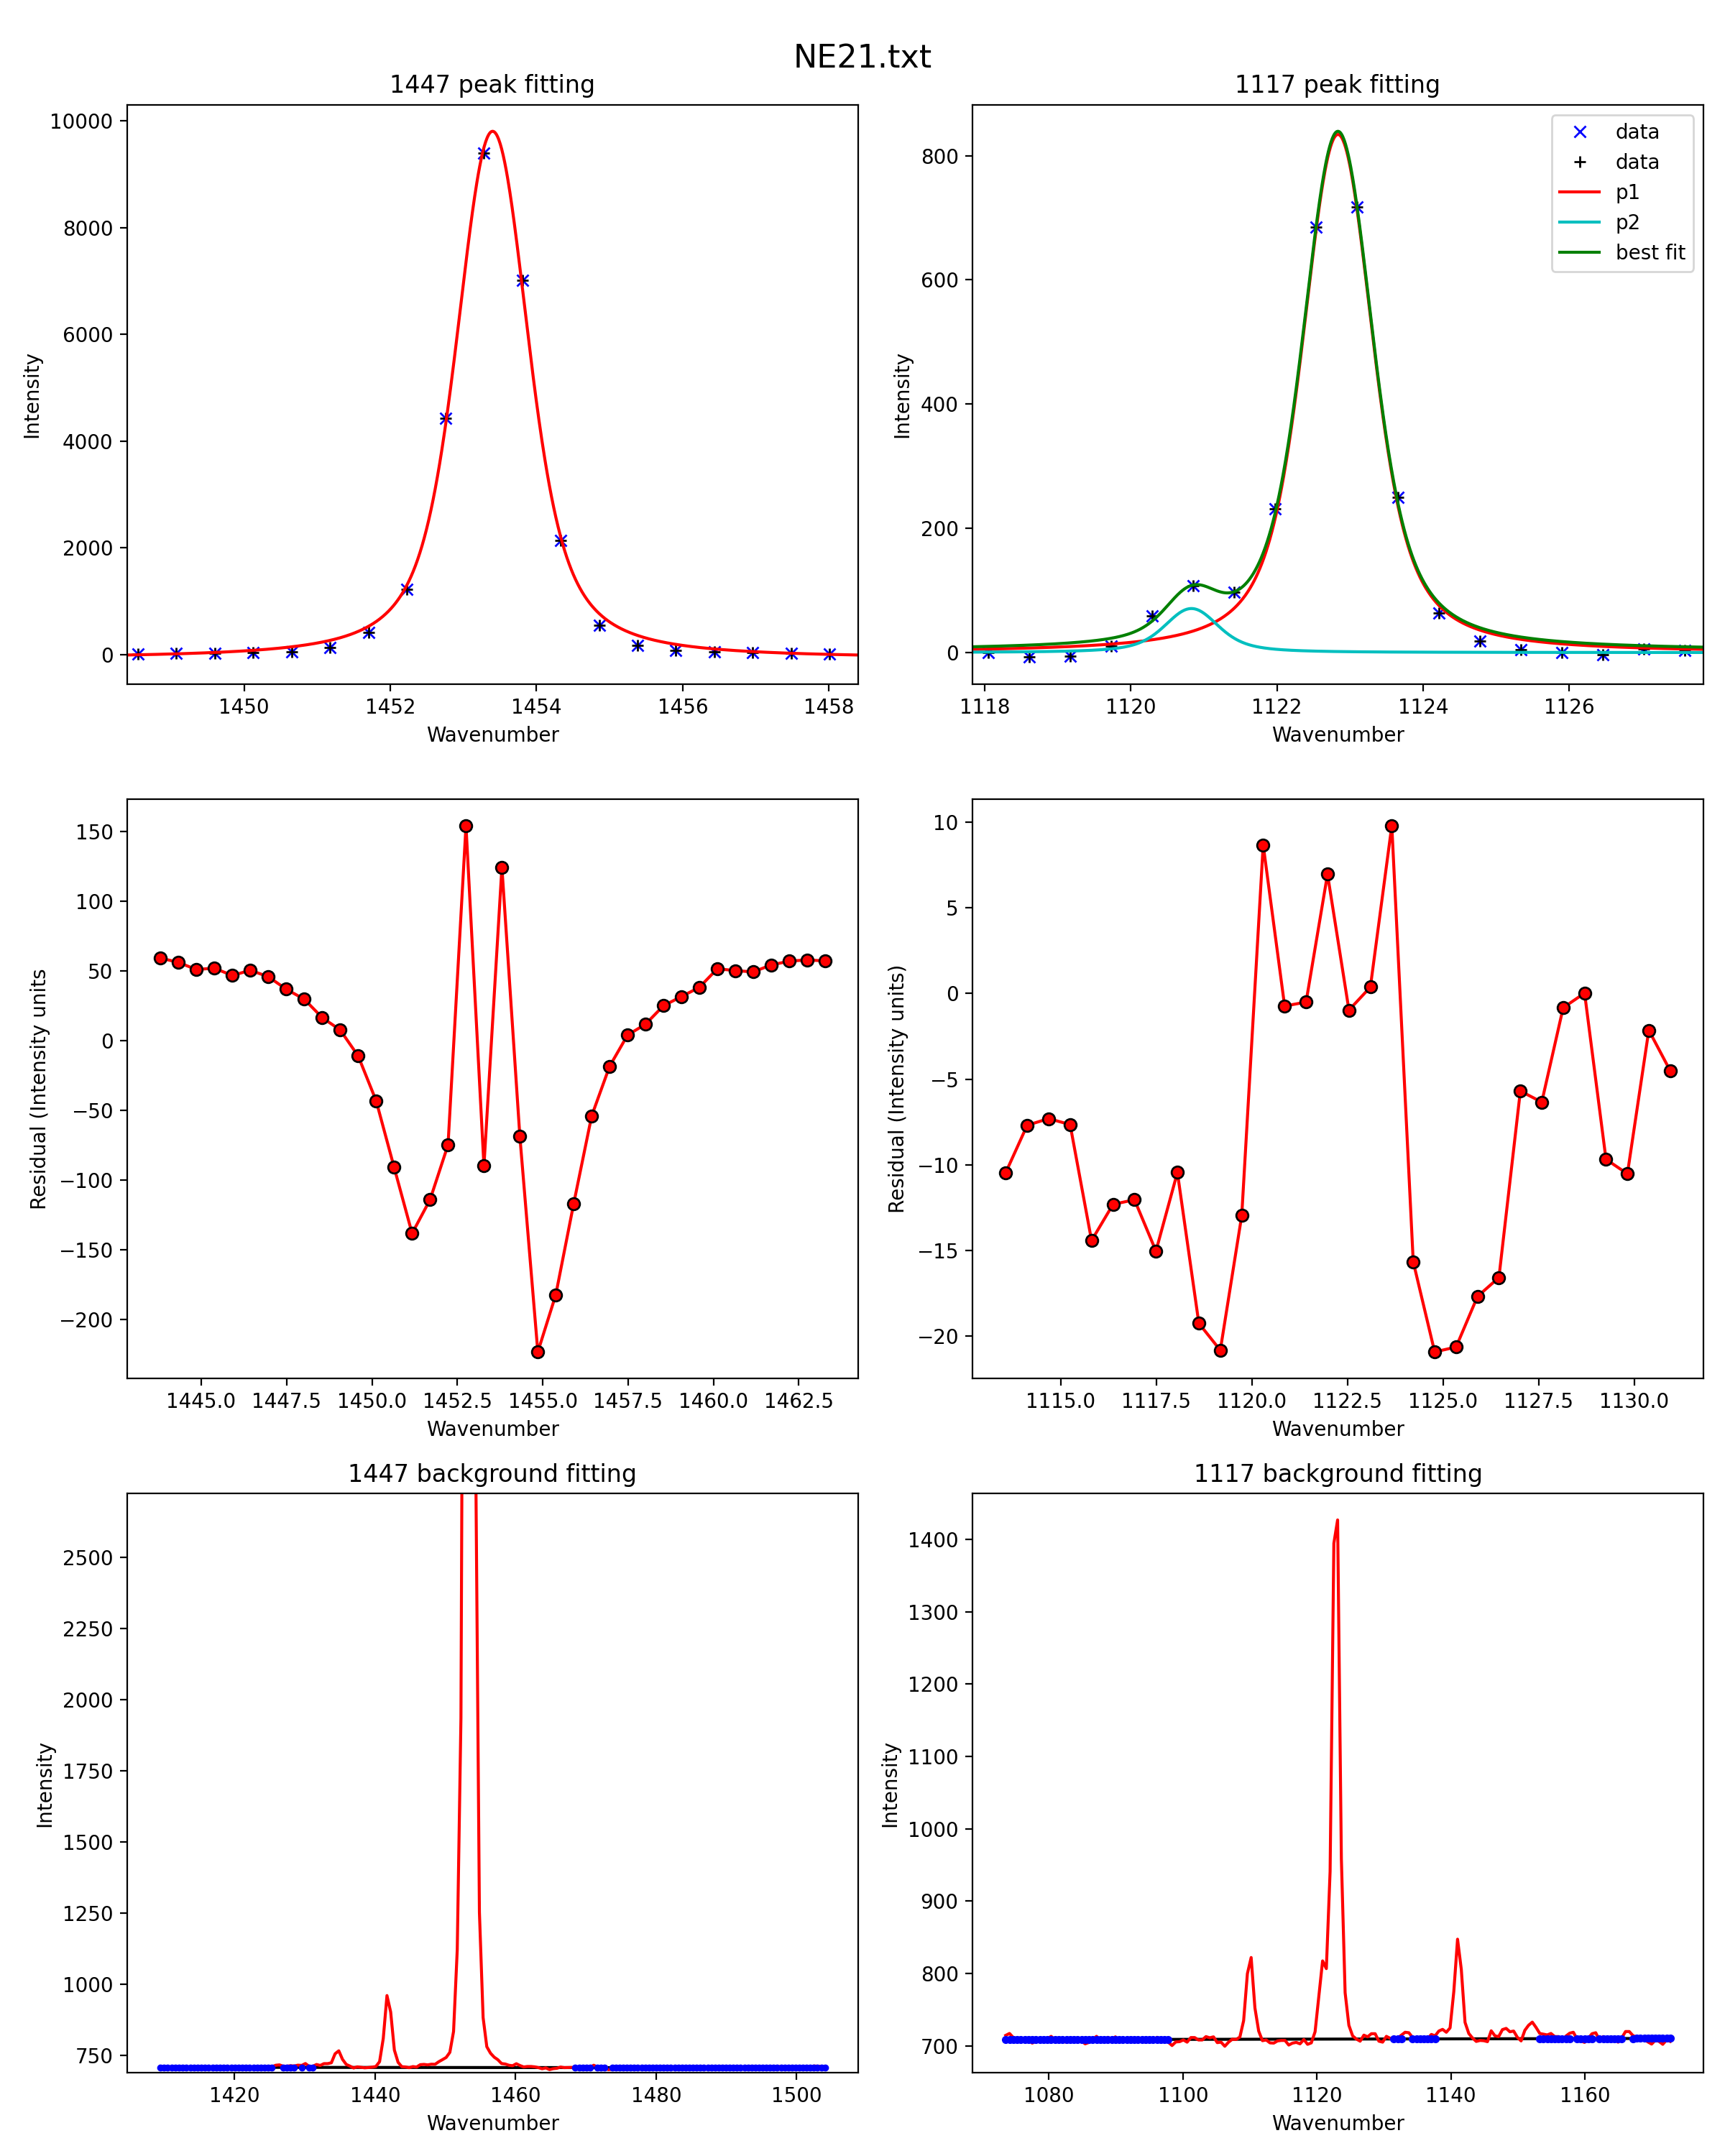 NE21.txt
1447 peak fitting
10000
8000
6000
4000
2000
0
Intensity
1450 1452 1454 1456 1458
Wavenumber
1117 peak fitting
data
data
p1
p2
best fit
800
600
400
200
0
Intensity
1118 1120 1122 1124 1126
Wavenumber
150
100
50
0
−50
−100
−150
−200
Residual (Intensity units
1445.0 1447.5 1450.0 1452.5 1455.0 1457.5 1460.0 1462.5
Wavenumber
10
5
0
−5
−10
−15
−20
Residual (Intensity units)
1115.0 1117.5 1120.0 1122.5 1125.0 1127.5 1130.0
Wavenumber
1447 background fitting
2500
2250
2000
1750
1500
1250
1000
750
Intensity
1420 1440 1460 1480 1500
Wavenumber
1117 background fitting
1400
1300
1200
1100
1000
900
800
700
Intensity
1080 1100 1120 1140 1160
Wavenumber